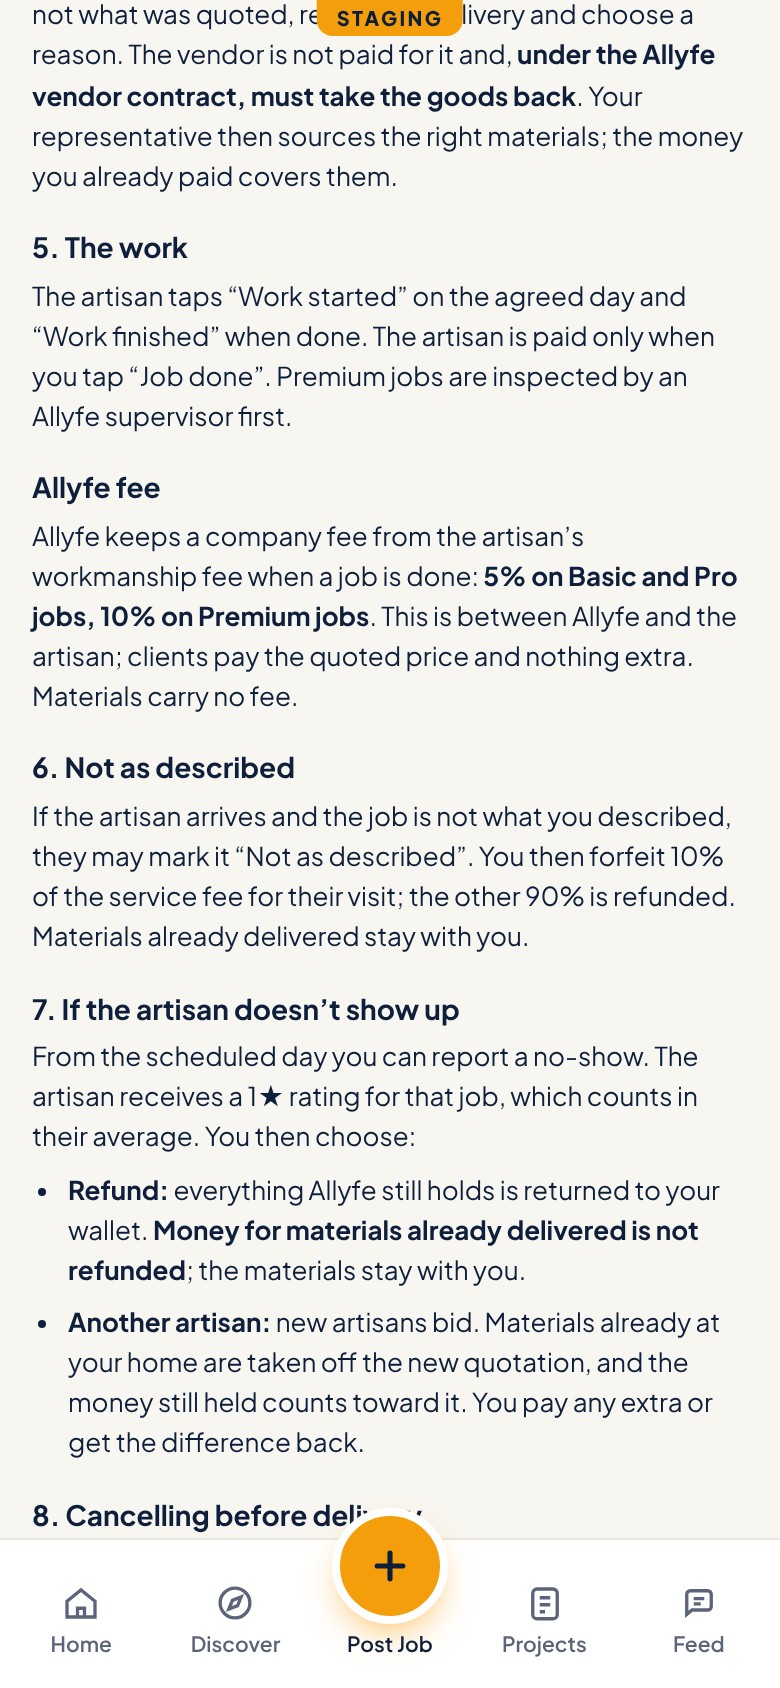 STAGING
not what was quoted, livery and choose a
reason. The vendor is not paid for it and, under the Allyfe
vendor contract, must take the goods back. Your
representative then sources the right materials; the money
you already paid covers them.
5. The work
The artisan taps “Work started” on the agreed day and
“Work finished” when done. The artisan is paid only when
you tap “Job done”. Premium jobs are inspected by an
Allyfe supervisor first.
Allyfe fee
Allyfe keeps a company fee from the artisan’s
workmanship fee when a job is done: 5% on Basic and Pro
jobs, 10% on Premium jobs. This is between Allyfe and the
artisan; clients pay the quoted price and nothing extra.
Materials carry no fee.
6. Not as described
If the artisan arrives and the job is not what you described,
they may mark it “Not as described”. You then forfeit 10%
of the service fee for their visit; the other 90% is refunded.
Materials already delivered stay with you.
7. If the artisan doesn’t show up
From the scheduled day you can report a no-show. The
artisan receives a 1★ rating for that job, which counts in
their average. You then choose:
• Refund: everything Allyfe still holds is returned to your
wallet. Money for materials already delivered is not
refunded; the materials stay with you.
• Another artisan: new artisans bid. Materials already at
your home are taken off the new quotation, and the
money still held counts toward it. You pay any extra or
get the difference back.
8. Cancelling before
Home Discover Post Job Projects Feed